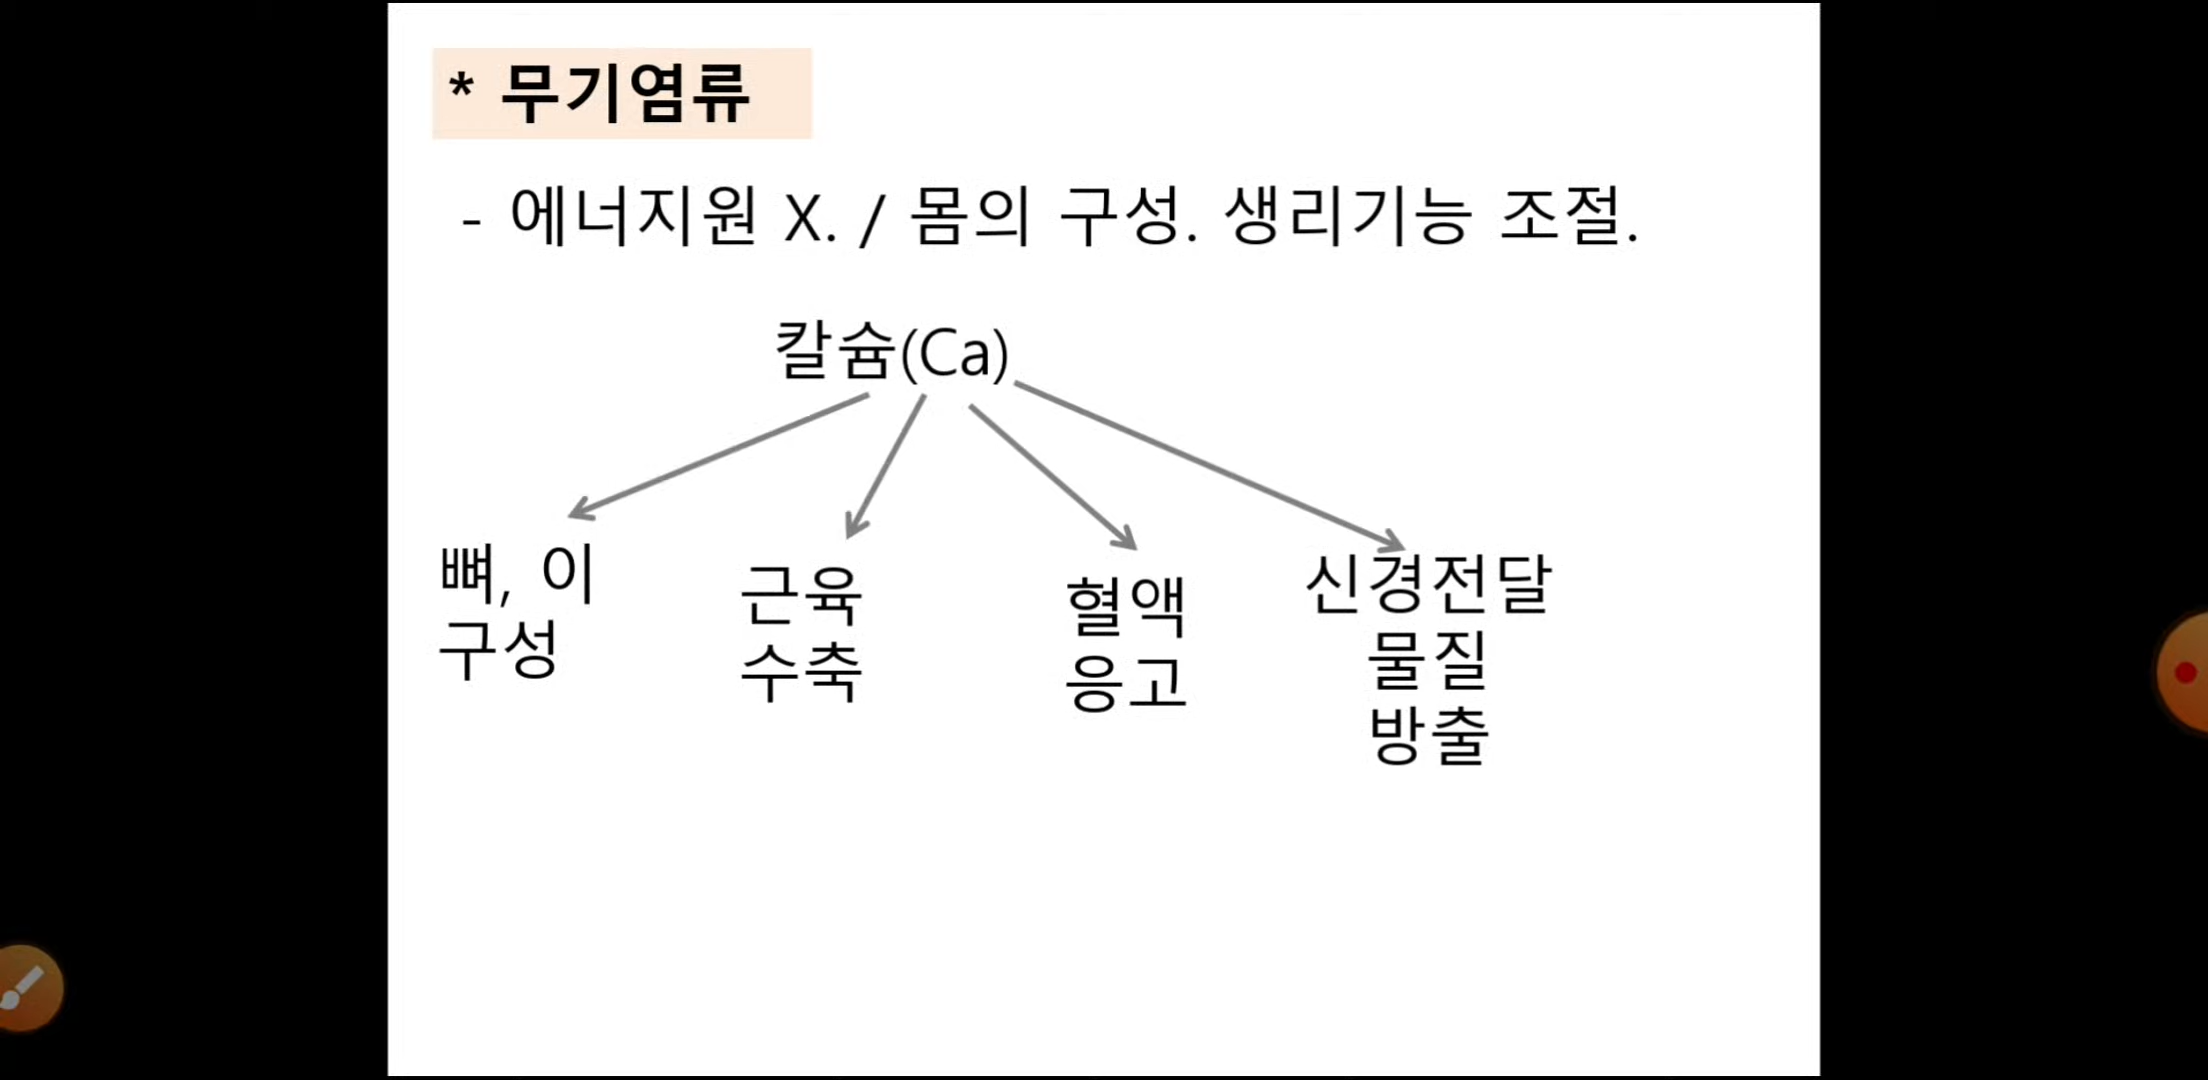 * 무기염류
- 에너지원 X. / 몸의 구성. 생리기능 조절.
칼슘(Ca)
뼈, 이
구성
근육
수축
혈액
응고
신경전달
물질
방출